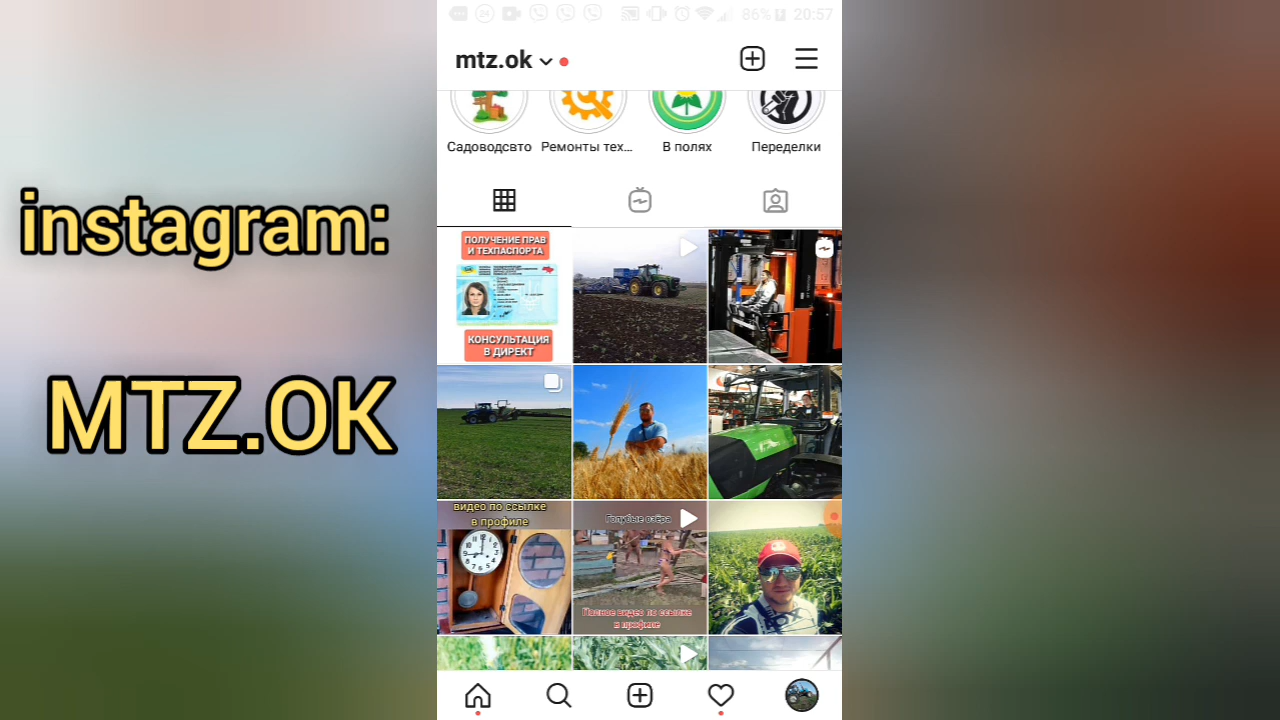 86% 20:57
mtz.ok
instagram:
MTZ.OK
Садоводсвто Ремонты тех... В полях Переделки
ПОЛУЧЕНИЕ ПРАВ
И ТЕХПАСПОРТА
КОНСУЛЬТАЦИЯ
В ДИРЕКТ
видео по ссылке
в профиле
Голубые озёра
Полное видео по ссылке
в профиле